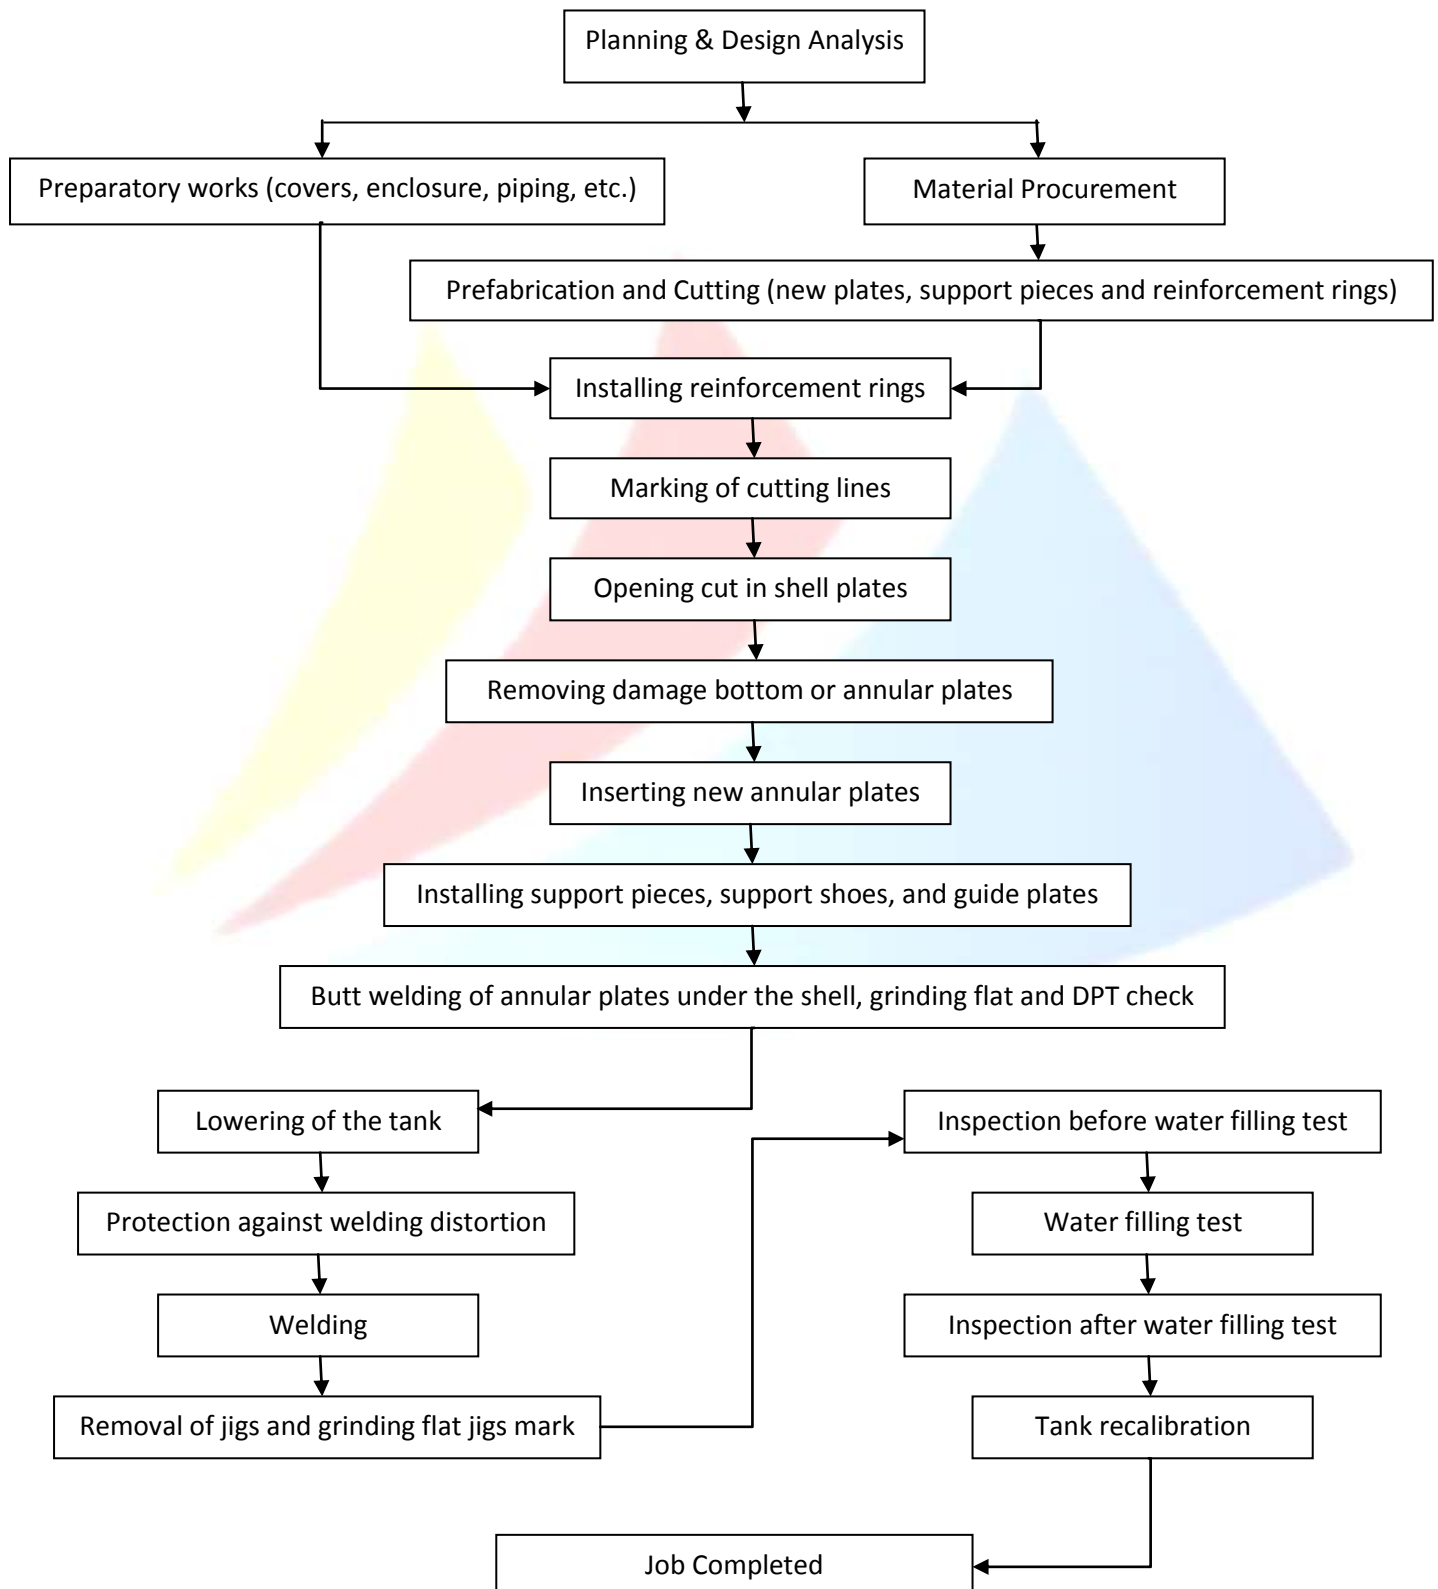 Planning & Design Analysis
Preparatory works (covers, enclosure, piping, etc.)
Material Procurement
Prefabrication and Cutting (new plates, support pieces and reinforcement rings)
Installing reinforcement rings
Marking of cutting lines
Opening cut in shell plates
Removing damage bottom or annular plates
Inserting new annular plates
Installing support pieces, support shoes, and guide plates
Butt welding of annular plates under the shell, grinding flat and DPT check
Lowering of the tank
Protection against welding distortion
Welding
Removal of jigs and grinding flat jigs mark
Inspection before water filling test
Water filling test
Inspection after water filling test
Tank recalibration
Job Completed